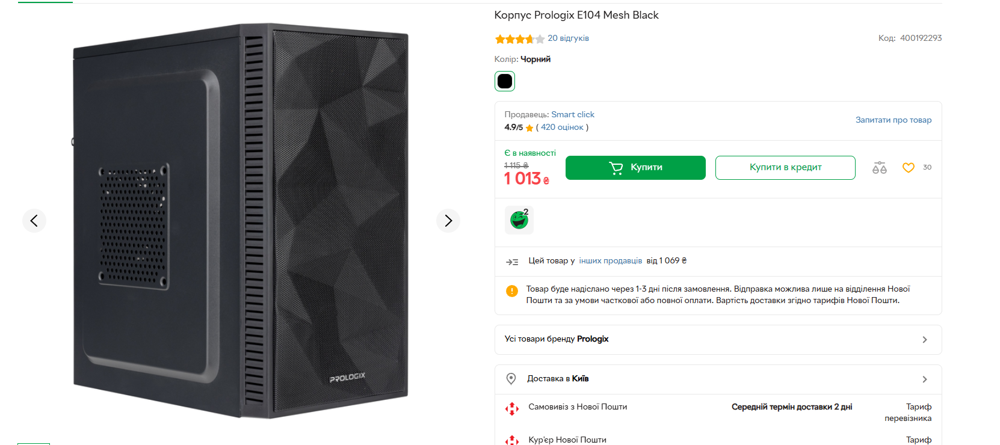 Корпус Prologix E104 Mesh Black
20 відгуків
Код: 400192293
Колір: Чорний
Продавець: Smart click
4.9/5 ( 420 оцінок )
Запитати про товар
Є в наявності
1 115 ₴
1 013 ₴
Купити
Купити в кредит
30
2
Цей товар у інших продавців від 1 069 ₴
Товар буде надіслано через 1-3 дні після замовлення. Відправка можлива лише на відділення Нової
Пошти та за умови часткової або повної оплати. Вартість доставки згідно тарифів Нової Пошти.
Усі товари бренду Prologix
Доставка в Київ
Самовивіз з Нової Пошти
Середній термін доставки 2 дні
Тариф
перевізника
Кур'єр Нової Пошти
Тариф
PROLOGIX